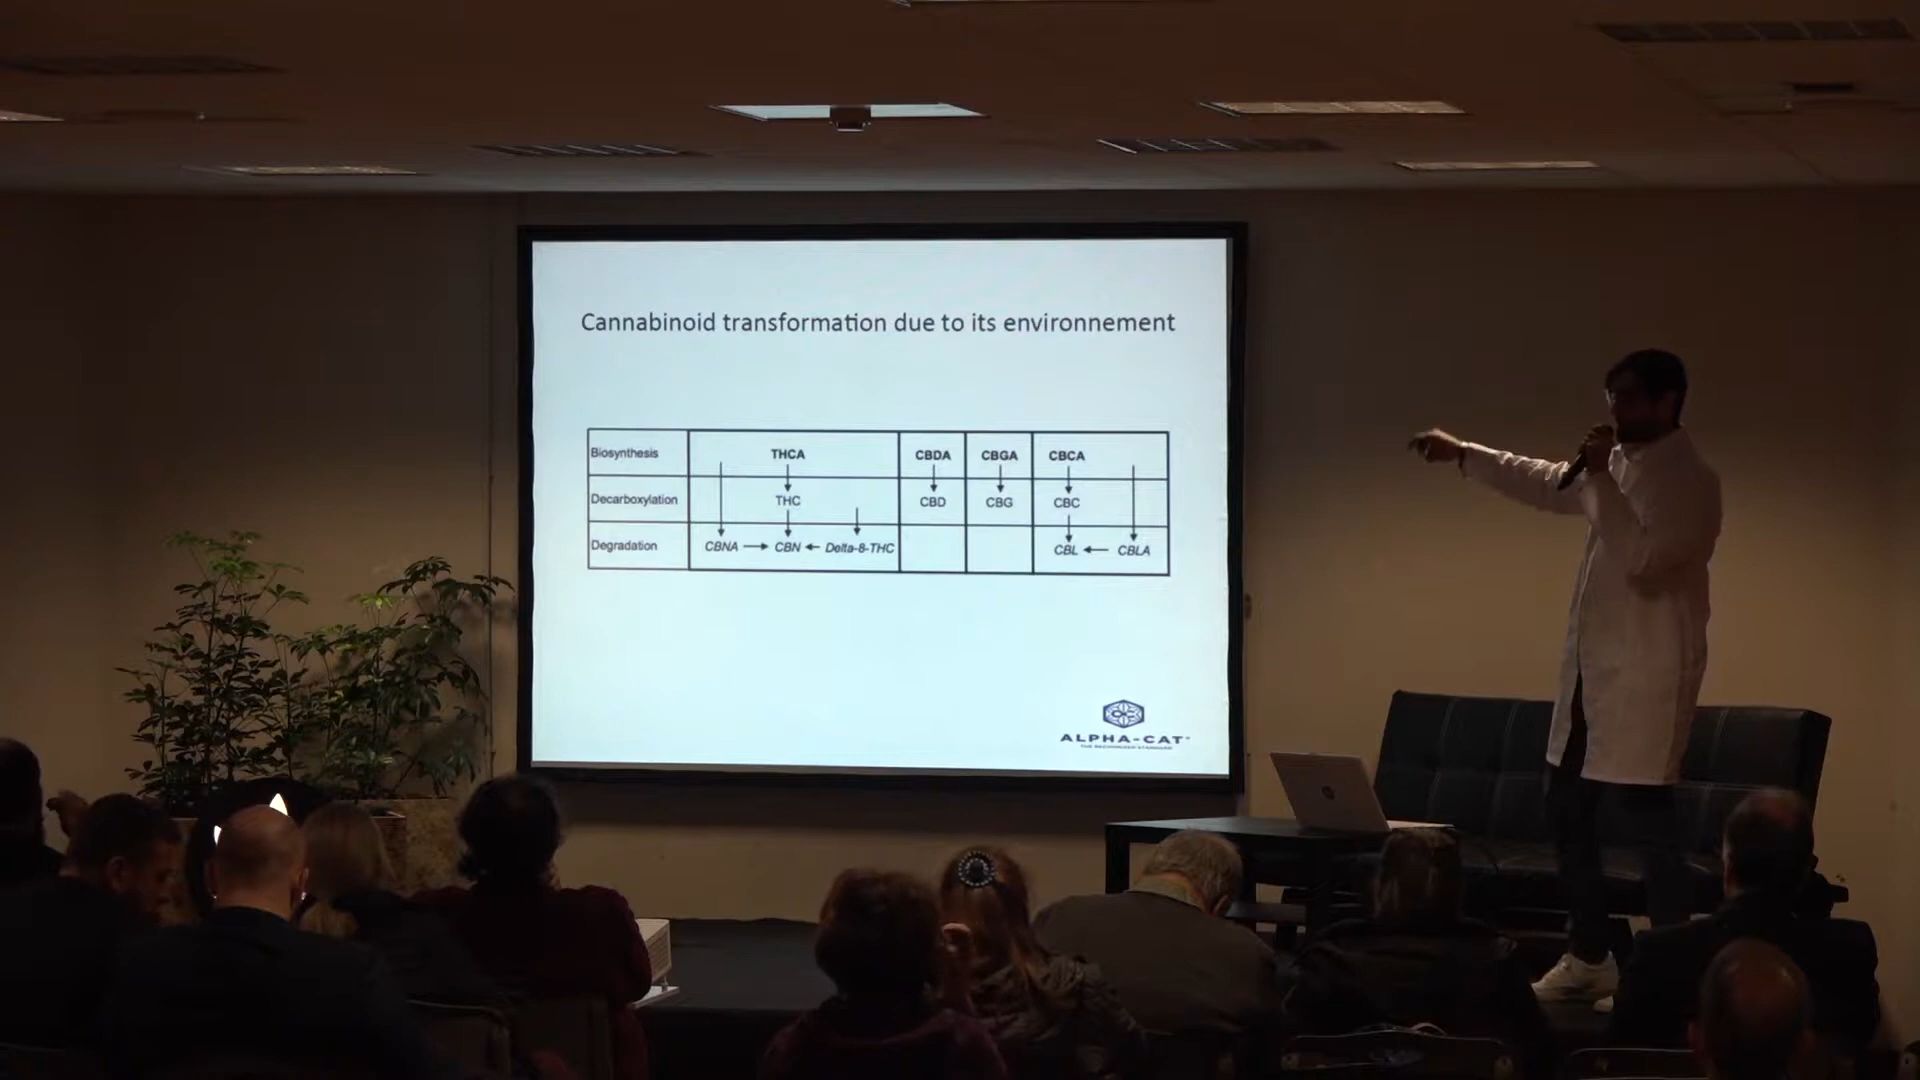 Cannabinoid transformation due to its environnement
Biosynthesis THCA CBDA CBGA CBCA
Decarboxylation THC CBD CBG CBC
Degradation CBNA CBN Delta-8-THC CBL CBLA
ALPHA-CAT